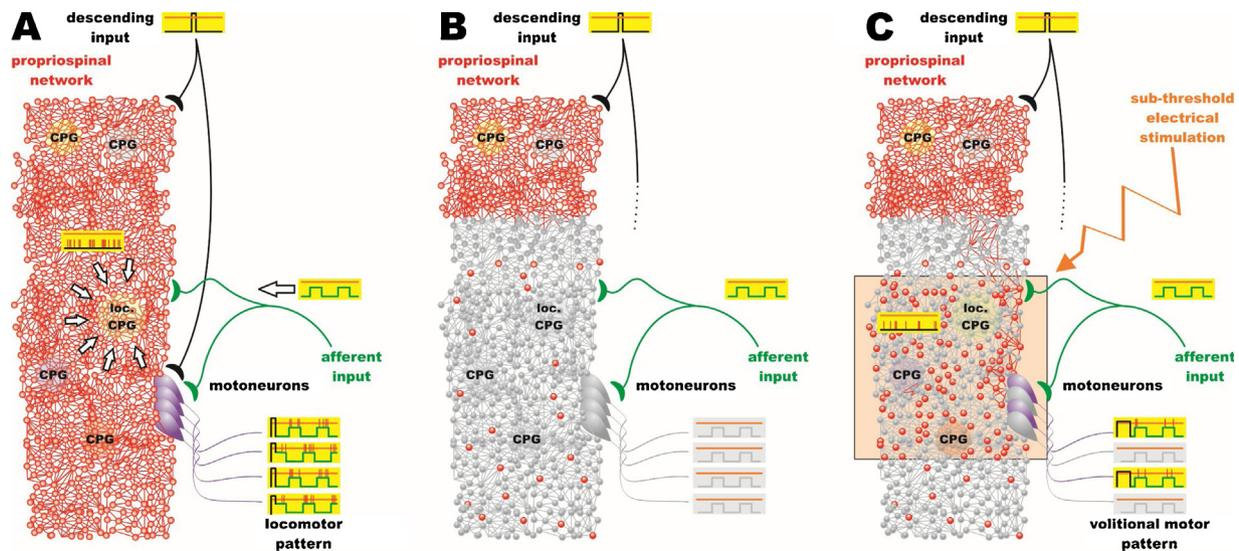 A
descending
input
propriospinal
network
CPG
CPG
loc.
CPG
CPG
CPG
afferent
input
motoneurons
locomotor
pattern
B
descending
input
propriospinal
network
CPG
CPG
loc.
CPG
CPG
CPG
afferent
input
motoneurons
C
descending
input
propriospinal
network
CPG
CPG
sub-threshold
electrical
stimulation
loc.
CPG
CPG
CPG
afferent
input
motoneurons
volitional motor
pattern